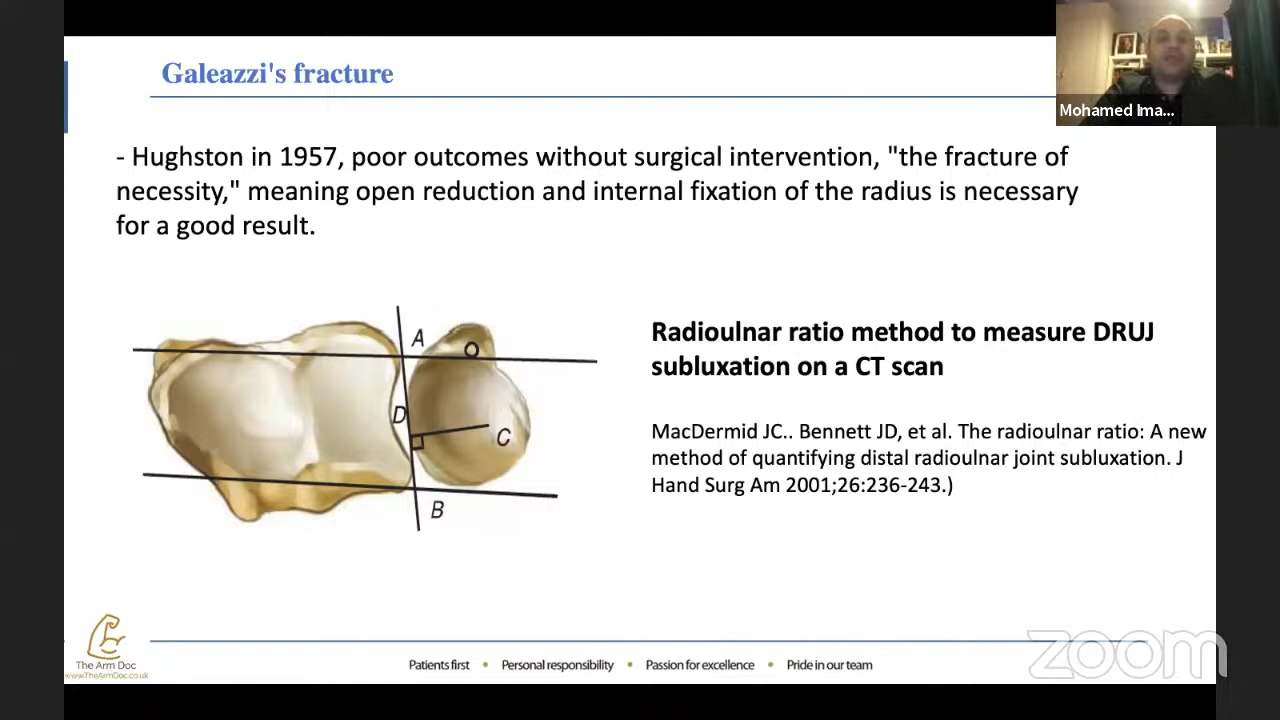 Galeazzi's fracture
Mohamed Ima...
- Hughston in 1957, poor outcomes without surgical intervention, "the fracture of
necessity," meaning open reduction and internal fixation of the radius is necessary
for a good result.
A
D
C
B
Radioulnar ratio method to measure DRUJ
subluxation on a CT scan
MacDermid JC.. Bennett JD, et al. The radioulnar ratio: A new
method of quantifying distal radioulnar joint subluxation. J
Hand Surg Am 2001;26:236-243.)
The Arm Doc
www.TheArmDoc.co.uk
Patients first • Personal responsibility • Passion for excellence • Pride in our team
zoom